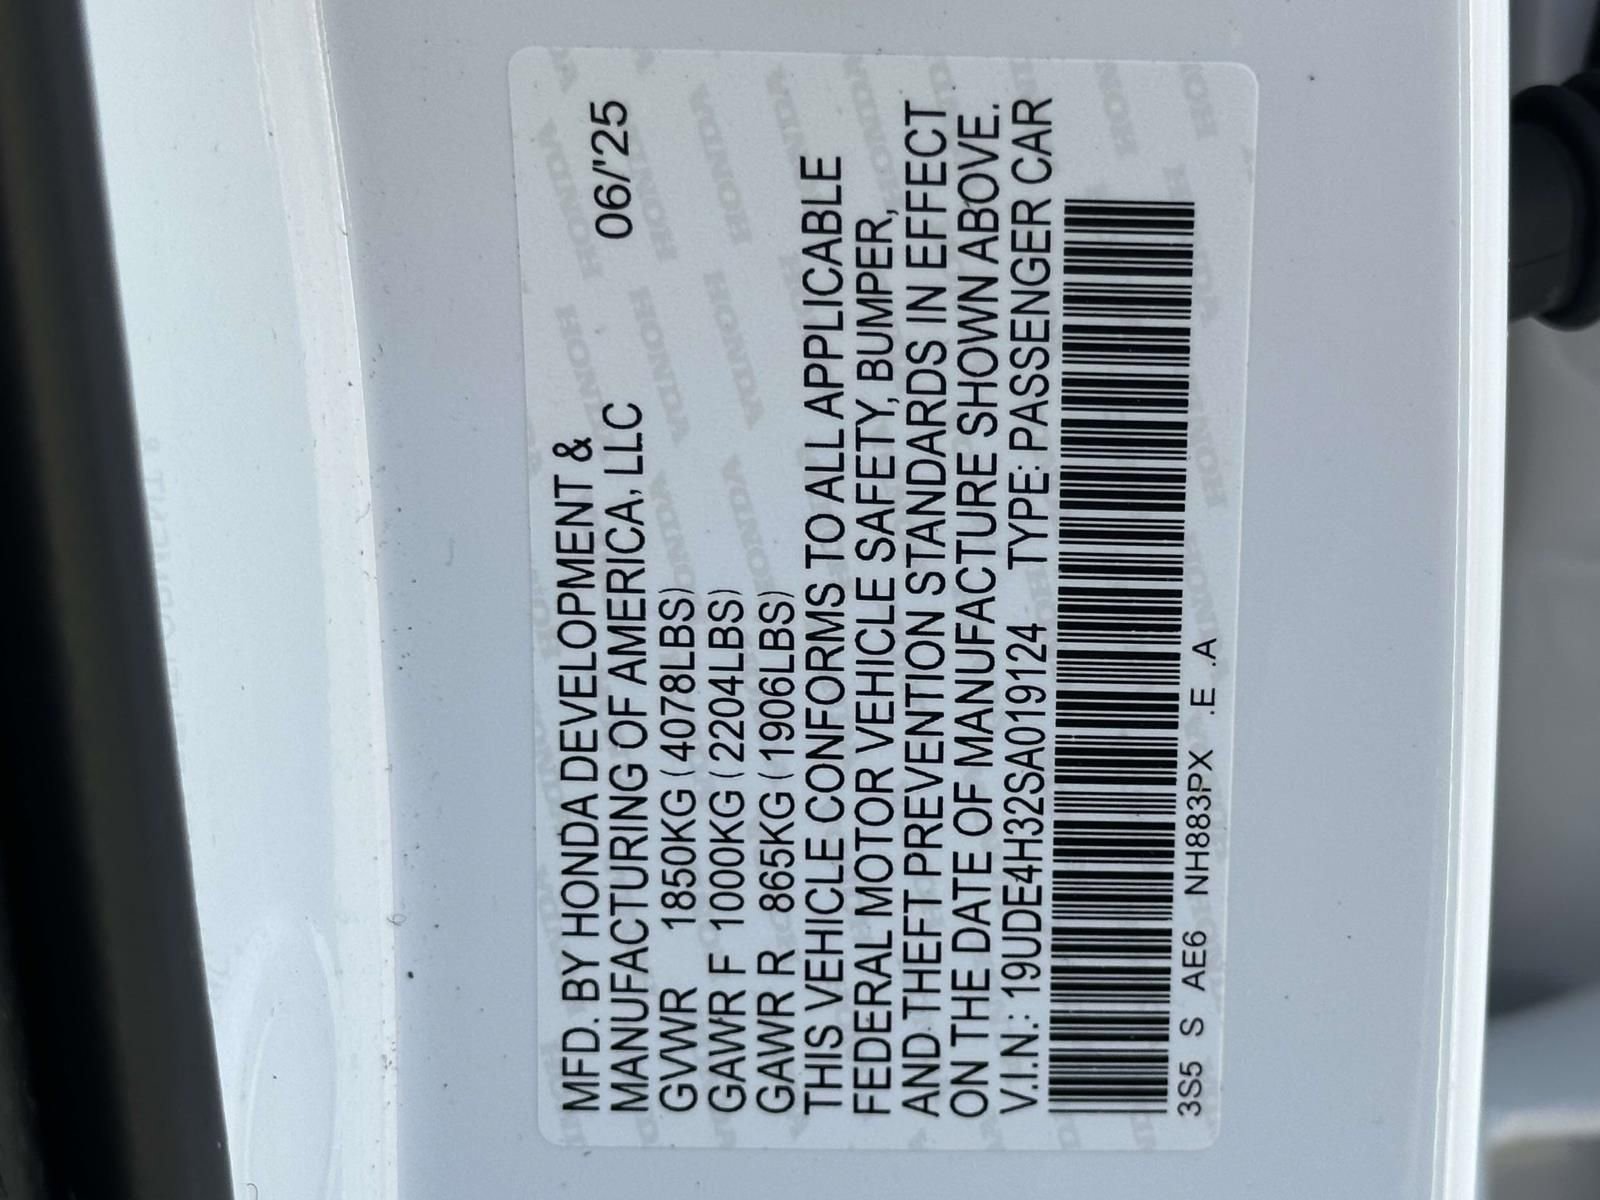 MFD. BY HONDA DEVELOPMENT &
MANUFACTURING OF AMERICA, LLC 06/'25
GVWR 1850KG (4078LBS)
GAWR F 1000KG (2204LBS)
GAWR R 865KG (1906LBS)
THIS VEHICLE CONFORMS TO ALL APPLICABLE
FEDERAL MOTOR VEHICLE SAFETY, BUMPER,
AND THEFT PREVENTION STANDARDS IN EFFECT
ON THE DATE OF MANUFACTURE SHOWN ABOVE.
V.I.N.: 19UDE4H32SA019124 TYPE: PASSENGER CAR
3S5 S AE6 NH883PX .E .A